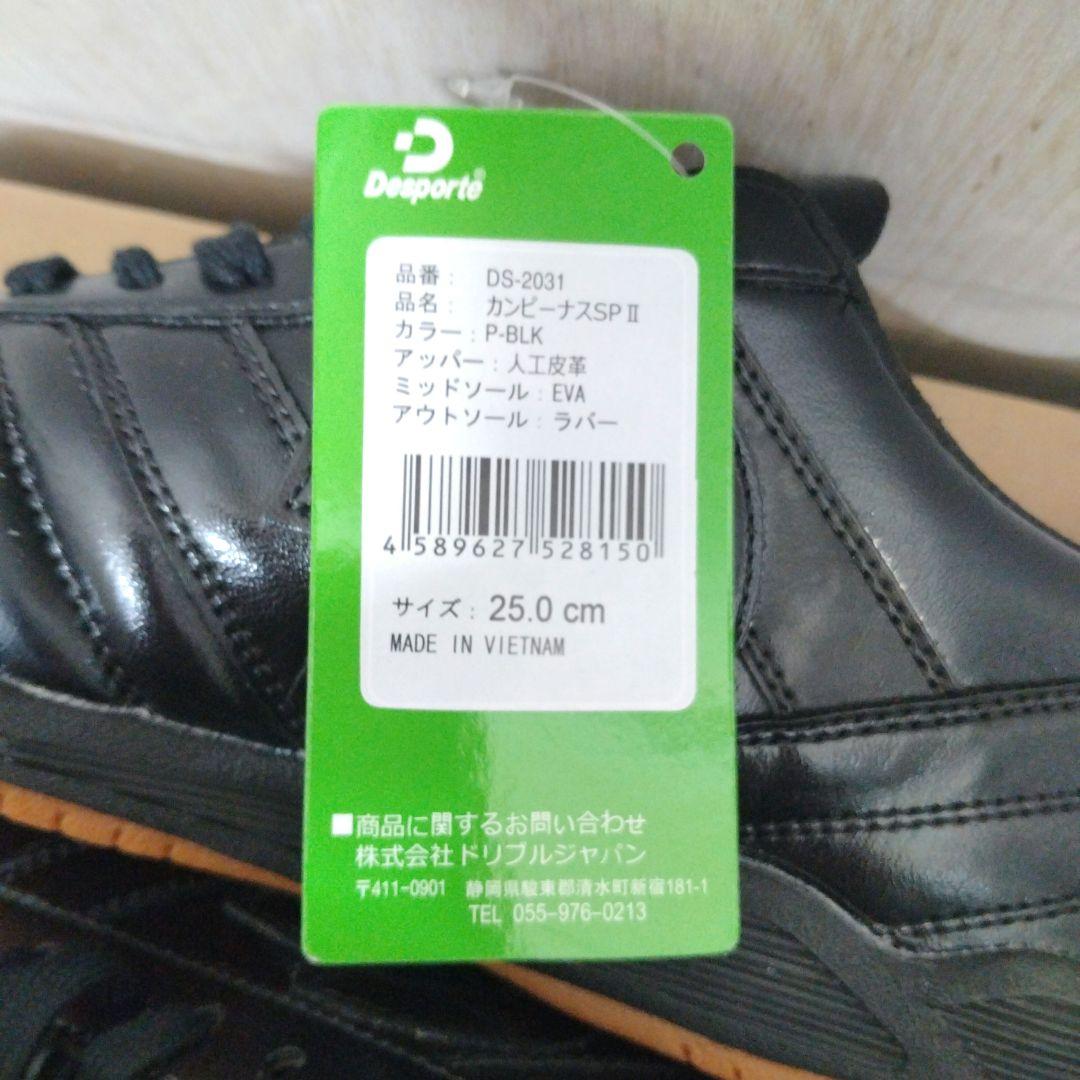 Desporte®
品番： DS-2031
品名： カンピーナスSPⅡ
カラー：P-BLK
アッパー：人工皮革
ミッドソール：EVA
アウトソール：ラバー
4 589627 528150
サイズ：25.0 cm
MADE IN VIETNAM
■商品に関するお問い合わせ
株式会社ドリブルジャパン
〒411-0901 静岡県駿東郡清水町新宿181-1
TEL 055-976-0213